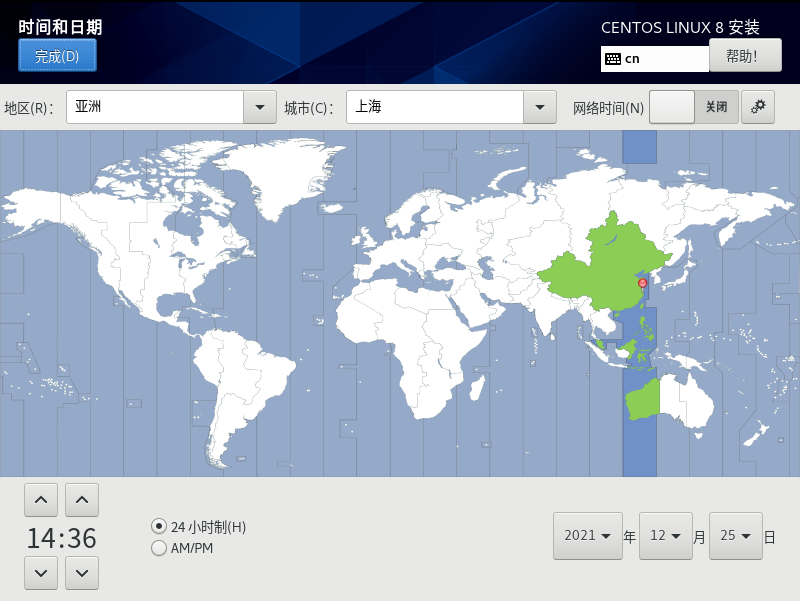 时间和日期
CENTOS LINUX 8 安装
完成(D)
cn
帮助！
地区(R)： 亚洲 城市(C)： 上海 网络时间(N) 关闭
14:36
24 小时制(H)
AM/PM
2021 年 12 月 25 日